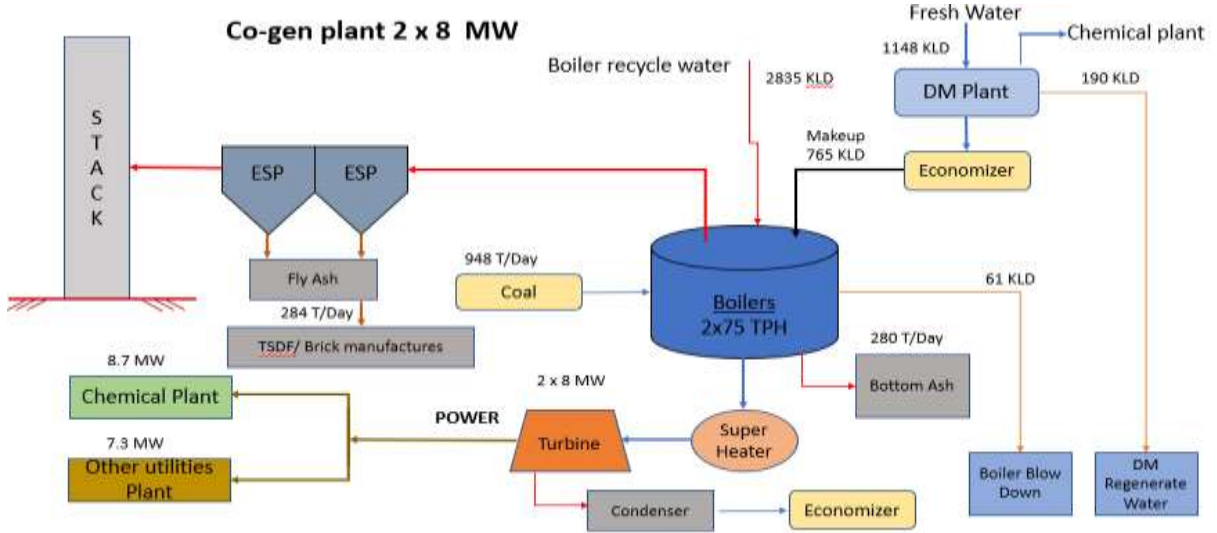 Co-gen plant 2 x 8 MW
Fresh Water
1148 KLD
Chemical plant
Boiler recycle water
2835 KLD
DM Plant
190 KLD
Makeup
765 KLD
Economizer
S
T
A
C
K
ESP
ESP
Fly Ash
284 T/Day
TSDF/ Brick manufactures
948 T/Day
Coal
Boilers
2x75 TPH
61 KLD
280 T/Day
Bottom Ash
8.7 MW
Chemical Plant
7.3 MW
Other utilities
Plant
POWER
2 x 8 MW
Turbine
Super
Heater
Condenser
Economizer
Boiler Blow
Down
DM
Regenerate
Water